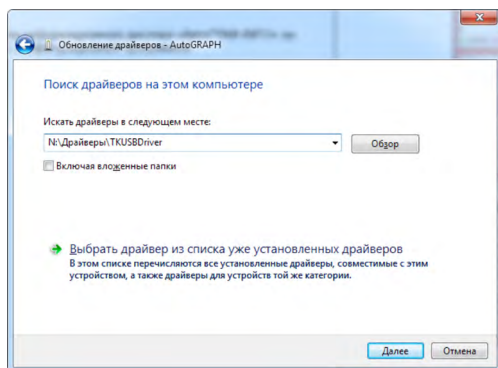 Обновление драйверов - AutoGRAPH
Поиск драйверов на этом компьютере
Искать драйверы в следующем месте:
N:\Драйверы\TKUSBDriver
Обзор
Включая вложенные папки
Выбрать драйвер из списка уже установленных драйверов
В этом списке перечисляются все установленные драйверы, совместимые с этим
устройством, а также драйверы для устройств той же категории.
Далее
Отмена